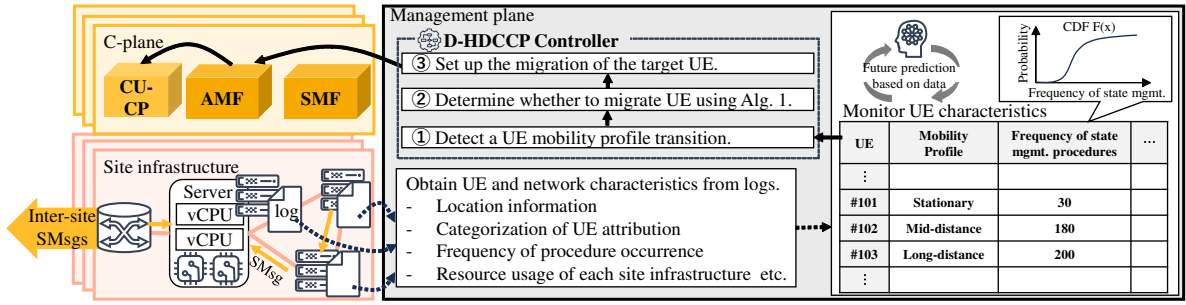 C-plane
CU-
CP
AMF
SMF
Site infrastructure
Server
vCPU
vCPU
log
SMsg
Inter-site
SMsgs
Management plane
D-HDCCP Controller
③ Set up the migration of the target UE.
② Determine whether to migrate UE using Alg. 1.
① Detect a UE mobility profile transition.
Obtain UE and network characteristics from logs.
- Location information
- Categorization of UE attribution
- Frequency of procedure occurrence
- Resource usage of each site infrastructure etc.
Future prediction
based on data
CDF F(x)
Probability
Frequency of state mgmt.
Monitor UE characteristics
UE Mobility Profile Frequency of state mgmt. procedures ...
⋮
#101 Stationary 30
#102 Mid-distance 180
#103 Long-distance 200
⋮